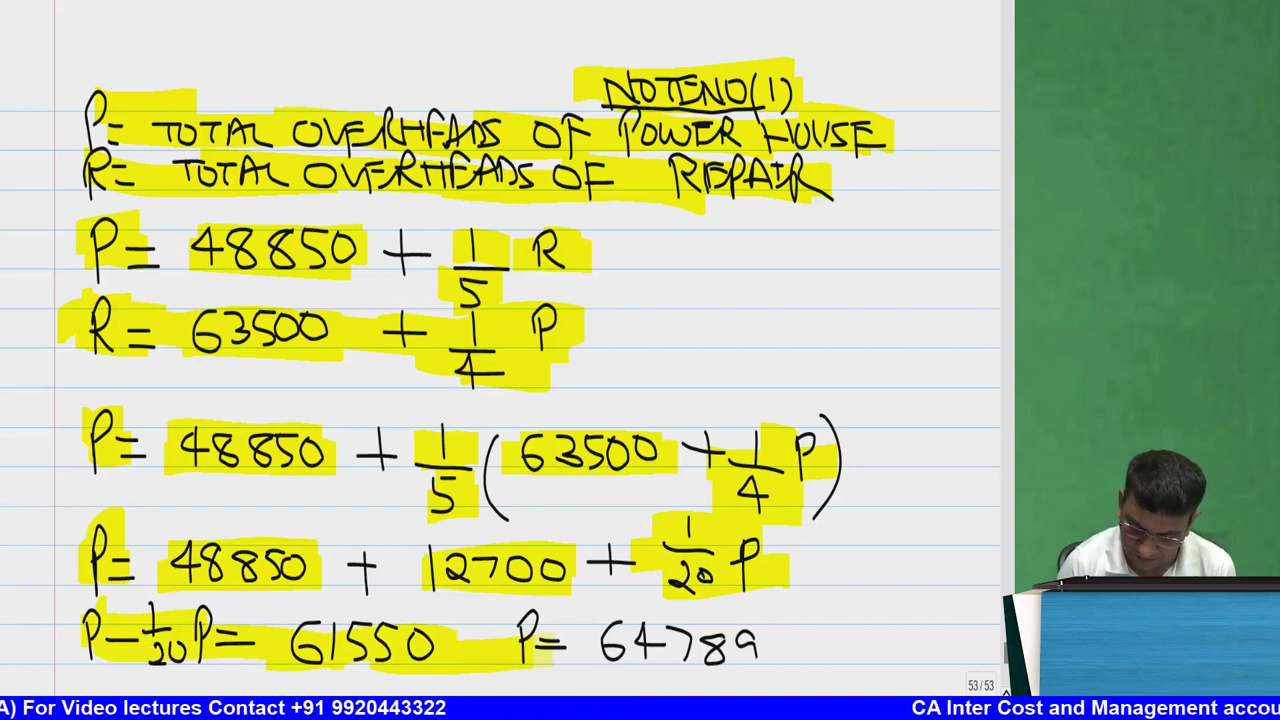 NOTE NO (1)
P= TOTAL OVERHEADS OF POWER HOUSE
R= TOTAL OVERHEADS OF REPAIR
P= 48850 + 1/5 R
R= 63500 + 1/4 P
P= 48850 + 1/5 (63500 + 1/4 P)
P= 48850 + 12700 + 1/20 P
P - 1/20 P = 61550 P= 64789
53/53
A) For Video lectures Contact +91 9920443322 CA Inter Cost and Management accou